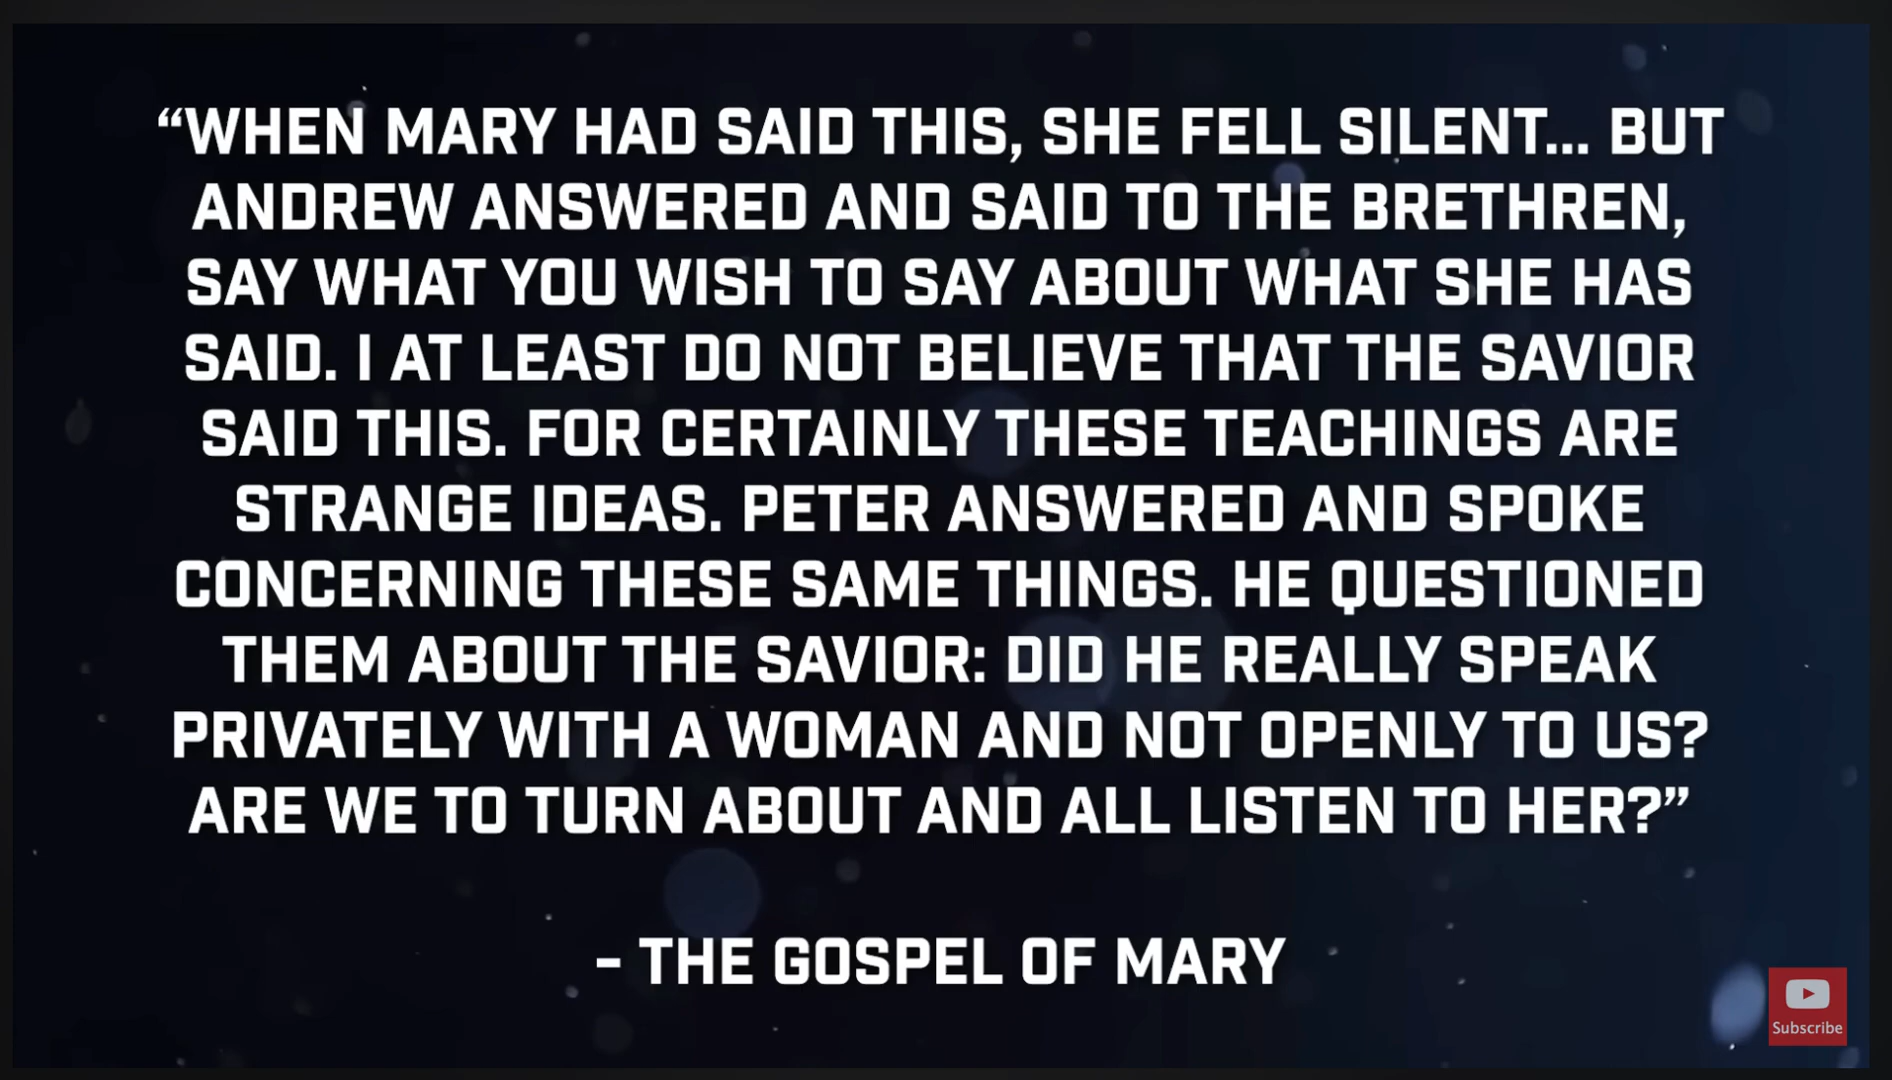 “WHEN MARY HAD SAID THIS, SHE FELL SILENT... BUT
ANDREW ANSWERED AND SAID TO THE BRETHREN,
SAY WHAT YOU WISH TO SAY ABOUT WHAT SHE HAS
SAID. I AT LEAST DO NOT BELIEVE THAT THE SAVIOR
SAID THIS. FOR CERTAINLY THESE TEACHINGS ARE
STRANGE IDEAS. PETER ANSWERED AND SPOKE
CONCERNING THESE SAME THINGS. HE QUESTIONED
THEM ABOUT THE SAVIOR: DID HE REALLY SPEAK
PRIVATELY WITH A WOMAN AND NOT OPENLY TO US?
ARE WE TO TURN ABOUT AND ALL LISTEN TO HER?”
- THE GOSPEL OF MARY
Subscribe